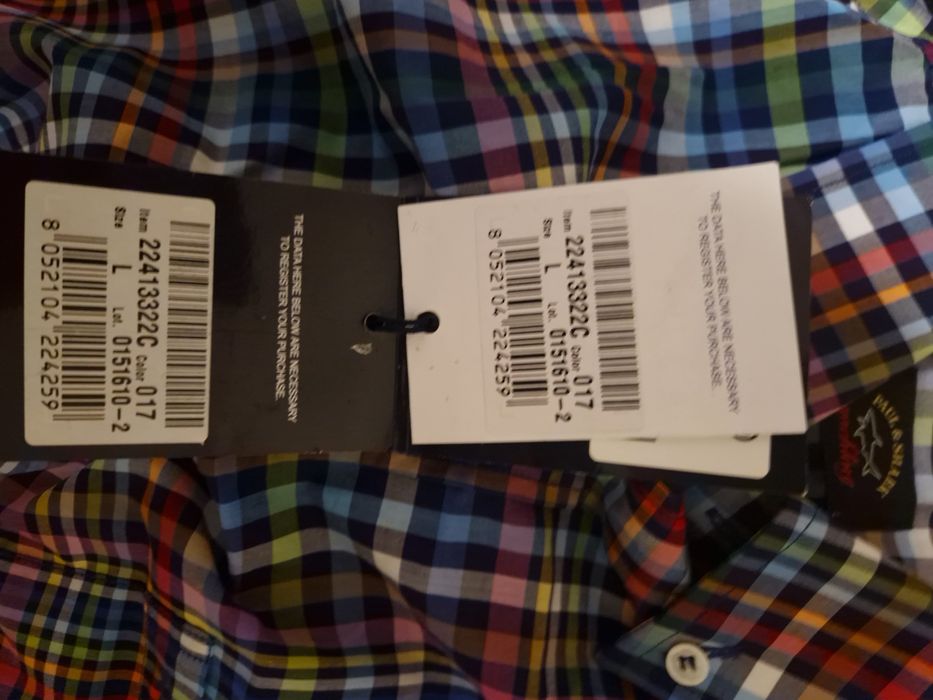 THE DATA HERE BELOW ARE NECESSARY
TO REGISTER YOUR PURCHASE.
Item 22413322C Color 017
Size L Lot. 0151610-2
8 052104 224259
THE DATA HERE BELOW ARE NECESSARY
TO REGISTER YOUR PURCHASE.
Item 22413322C Color 017
Size L Lot. 0151610-2
8 052104 224259
PAUL & SHARK